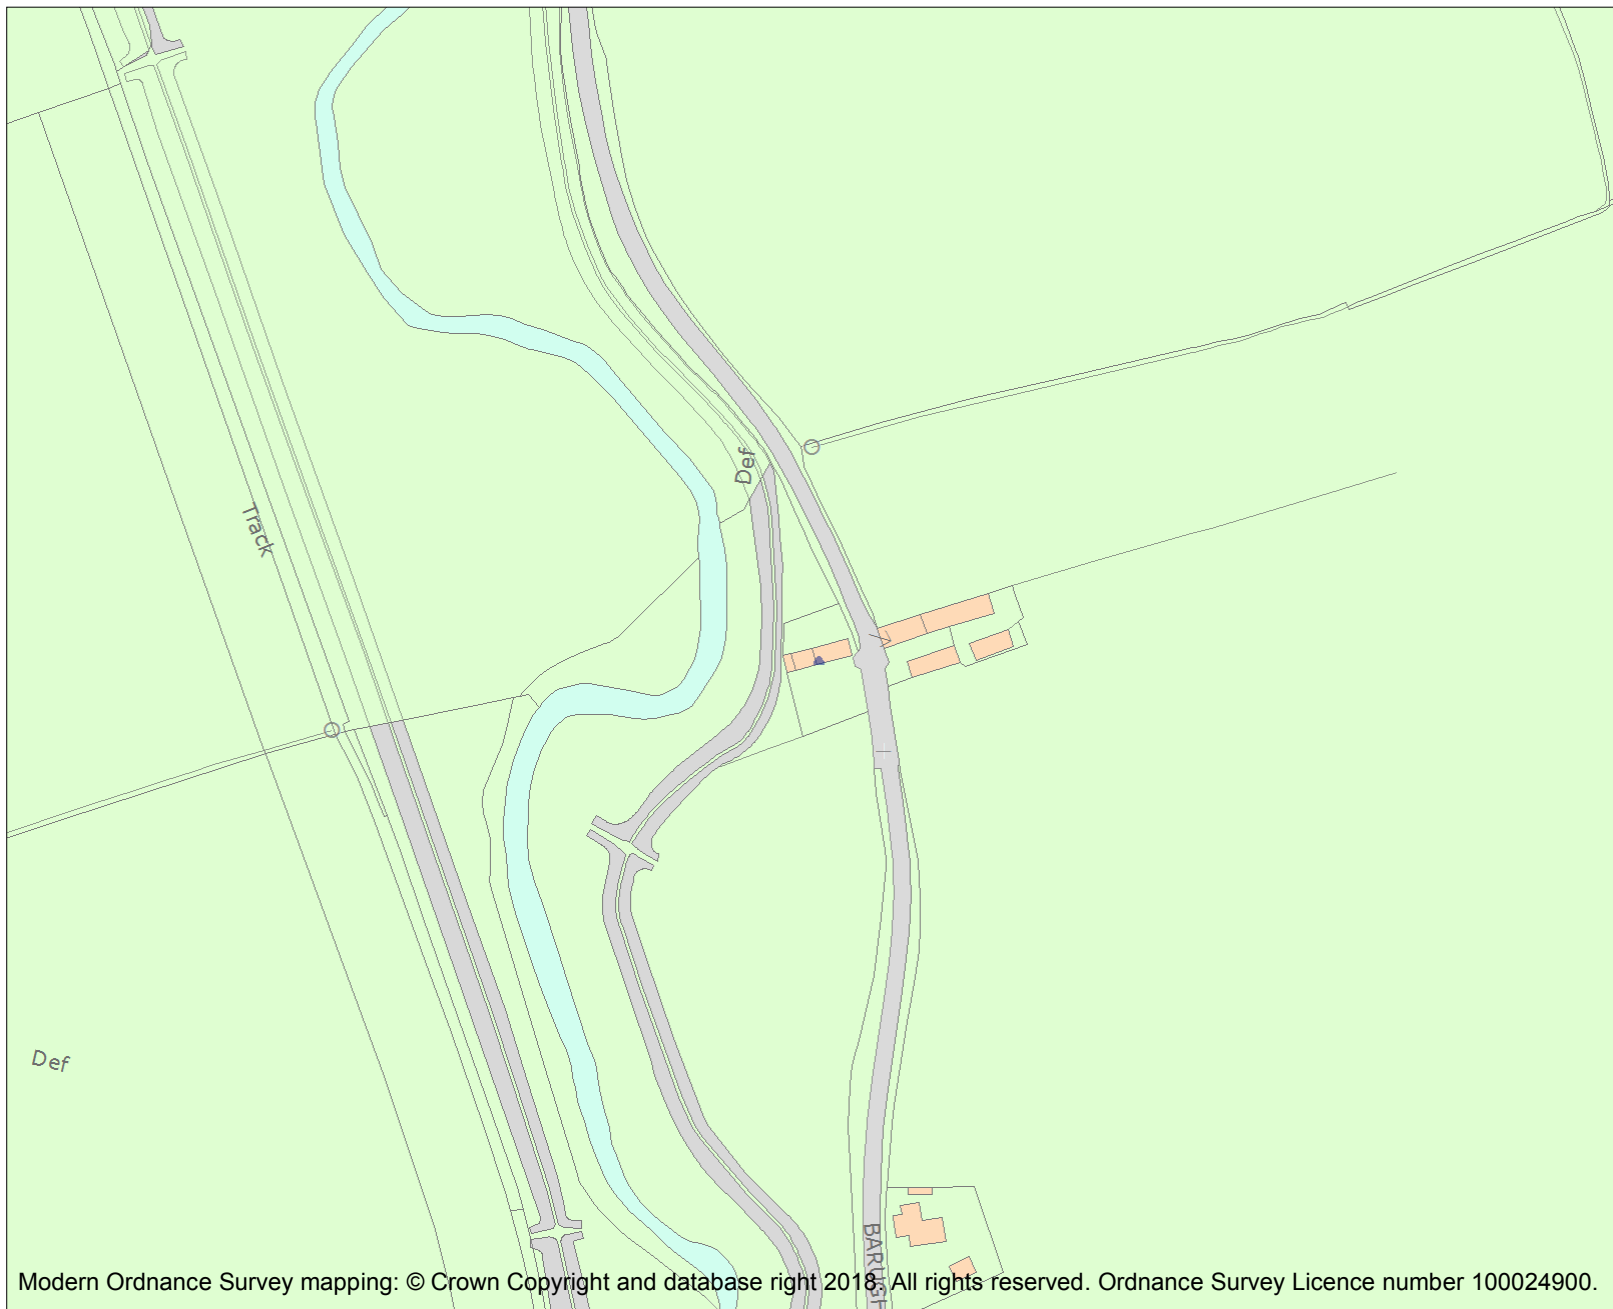 Def
Track
Def
BARUGH
Modern Ordnance Survey mapping: © Crown Copyright and database right 2018. All rights reserved. Ordnance Survey Licence number 100024900.